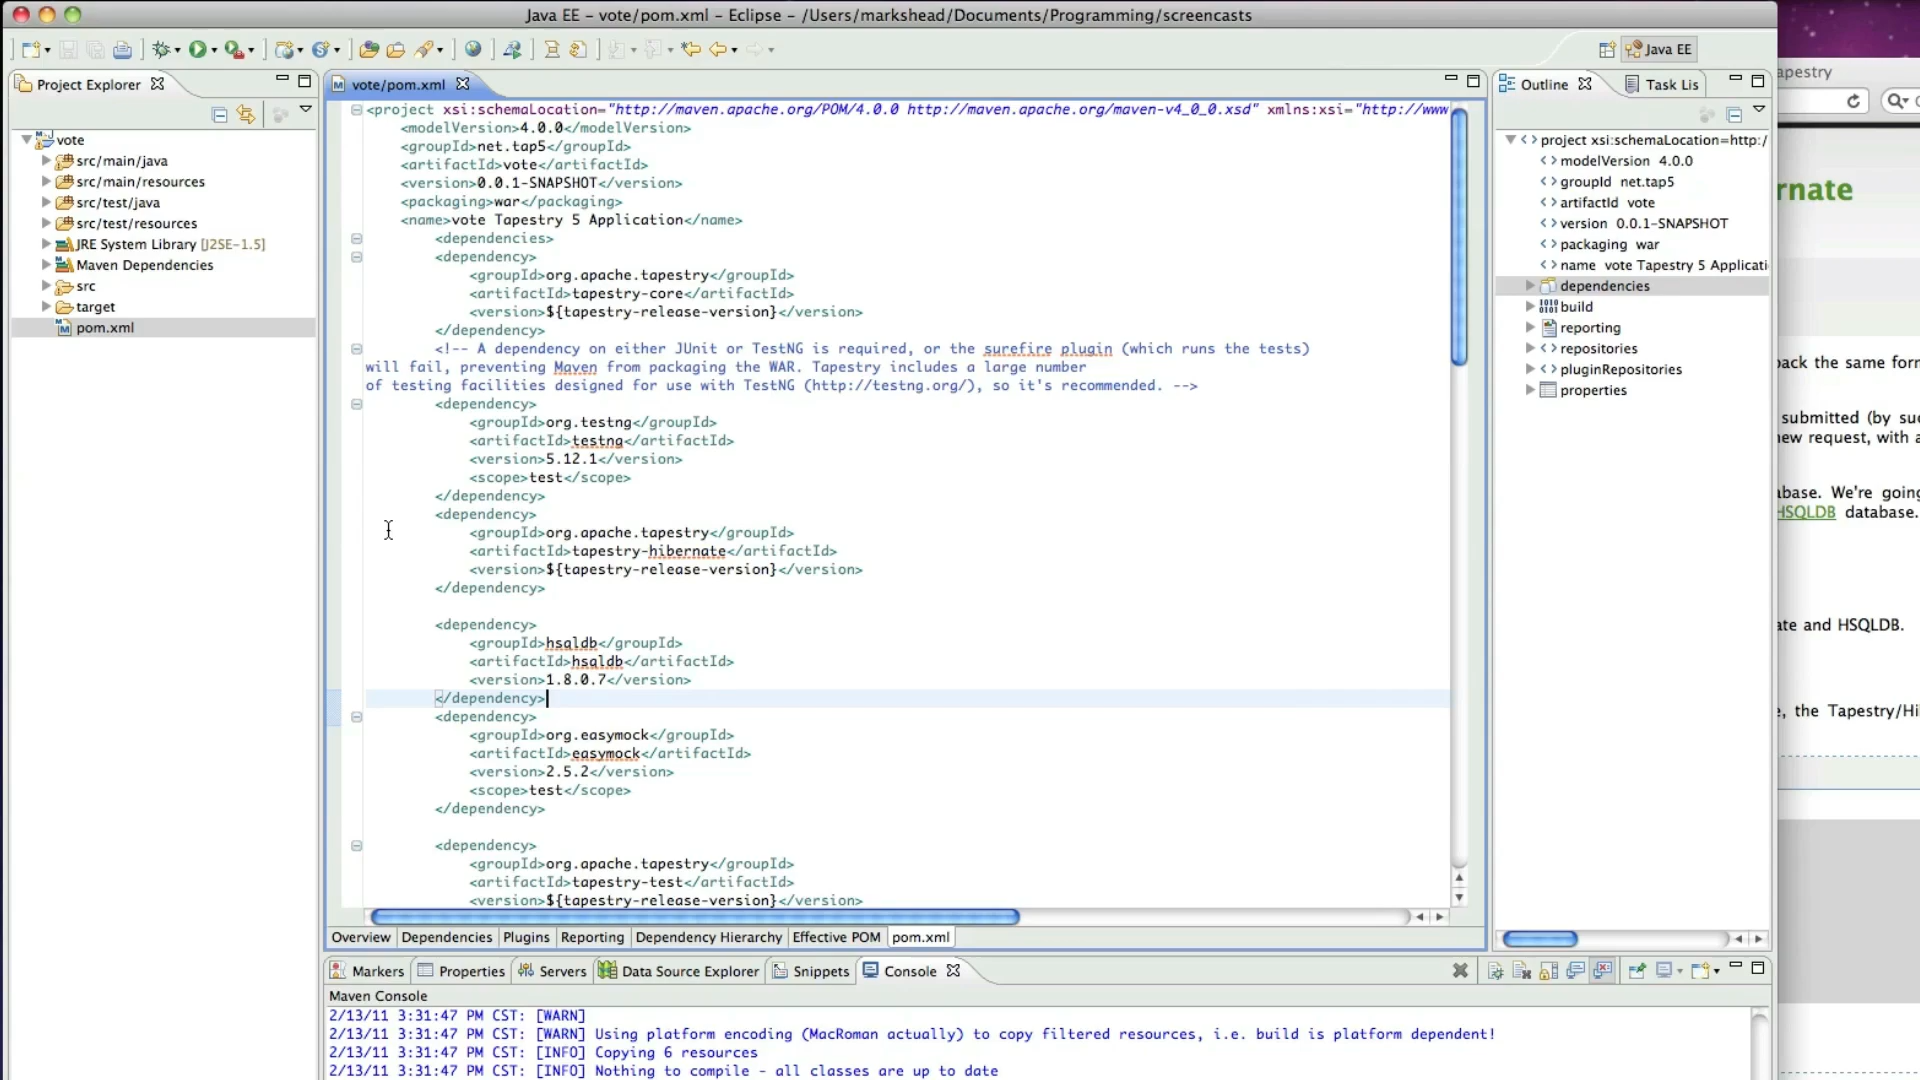 Java EE – vote/pom.xml – Eclipse – /Users/markshead/Documents/Programming/screencasts
Java EE
Project Explorer
vote
src/main/java
src/main/resources
src/test/java
src/test/resources
JRE System Library [J2SE-1.5]
Maven Dependencies
src
target
pom.xml
vote/pom.xml
<project xsi:schemaLocation="http://maven.apache.org/POM/4.0.0 http://maven.apache.org/maven-v4_0_0.xsd" xmlns:xsi="http://www
<modelVersion>4.0.0</modelVersion>
<groupId>net.tap5</groupId>
<artifactId>vote</artifactId>
<version>0.0.1-SNAPSHOT</version>
<packaging>war</packaging>
<name>vote Tapestry 5 Application</name>
<dependencies>
<dependency>
<groupId>org.apache.tapestry</groupId>
<artifactId>tapestry-core</artifactId>
<version>${tapestry-release-version}</version>
</dependency>
<!-- A dependency on either JUnit or TestNG is required, or the surefire plugin (which runs the tests)
will fail, preventing Maven from packaging the WAR. Tapestry includes a large number
of testing facilities designed for use with TestNG (http://testng.org/), so it's recommended. -->
<dependency>
<groupId>org.testng</groupId>
<artifactId>testng</artifactId>
<version>5.12.1</version>
<scope>test</scope>
</dependency>
<dependency>
<groupId>org.apache.tapestry</groupId>
<artifactId>tapestry-hibernate</artifactId>
<version>${tapestry-release-version}</version>
</dependency>
<dependency>
<groupId>hsqldb</groupId>
<artifactId>hsqldb</artifactId>
<version>1.8.0.7</version>
</dependency>
<dependency>
<groupId>org.easymock</groupId>
<artifactId>easymock</artifactId>
<version>2.5.2</version>
<scope>test</scope>
</dependency>
<dependency>
<groupId>org.apache.tapestry</groupId>
<artifactId>tapestry-test</artifactId>
<version>${tapestry-release-version}</version>
Overview Dependencies Plugins Reporting Dependency Hierarchy Effective POM pom.xml
Markers Properties Servers Data Source Explorer Snippets Console
Maven Console
2/13/11 3:31:47 PM CST: [WARN]
2/13/11 3:31:47 PM CST: [WARN] Using platform encoding (MacRoman actually) to copy filtered resources, i.e. build is platform dependent!
2/13/11 3:31:47 PM CST: [INFO] Copying 6 resources
2/13/11 3:31:47 PM CST: [INFO] Nothing to compile - all classes are up to date
Outline Task Lis
project xsi:schemaLocation=http:/
modelVersion 4.0.0
groupId net.tap5
artifactId vote
version 0.0.1-SNAPSHOT
packaging war
name vote Tapestry 5 Applicati
dependencies
build
reporting
repositories
pluginRepositories
properties
apestry
rnate
back the same for
submitted (by su
new request, with a
abase. We're going
HSQLDB database.
ate and HSQLDB.
e, the Tapestry/Hi